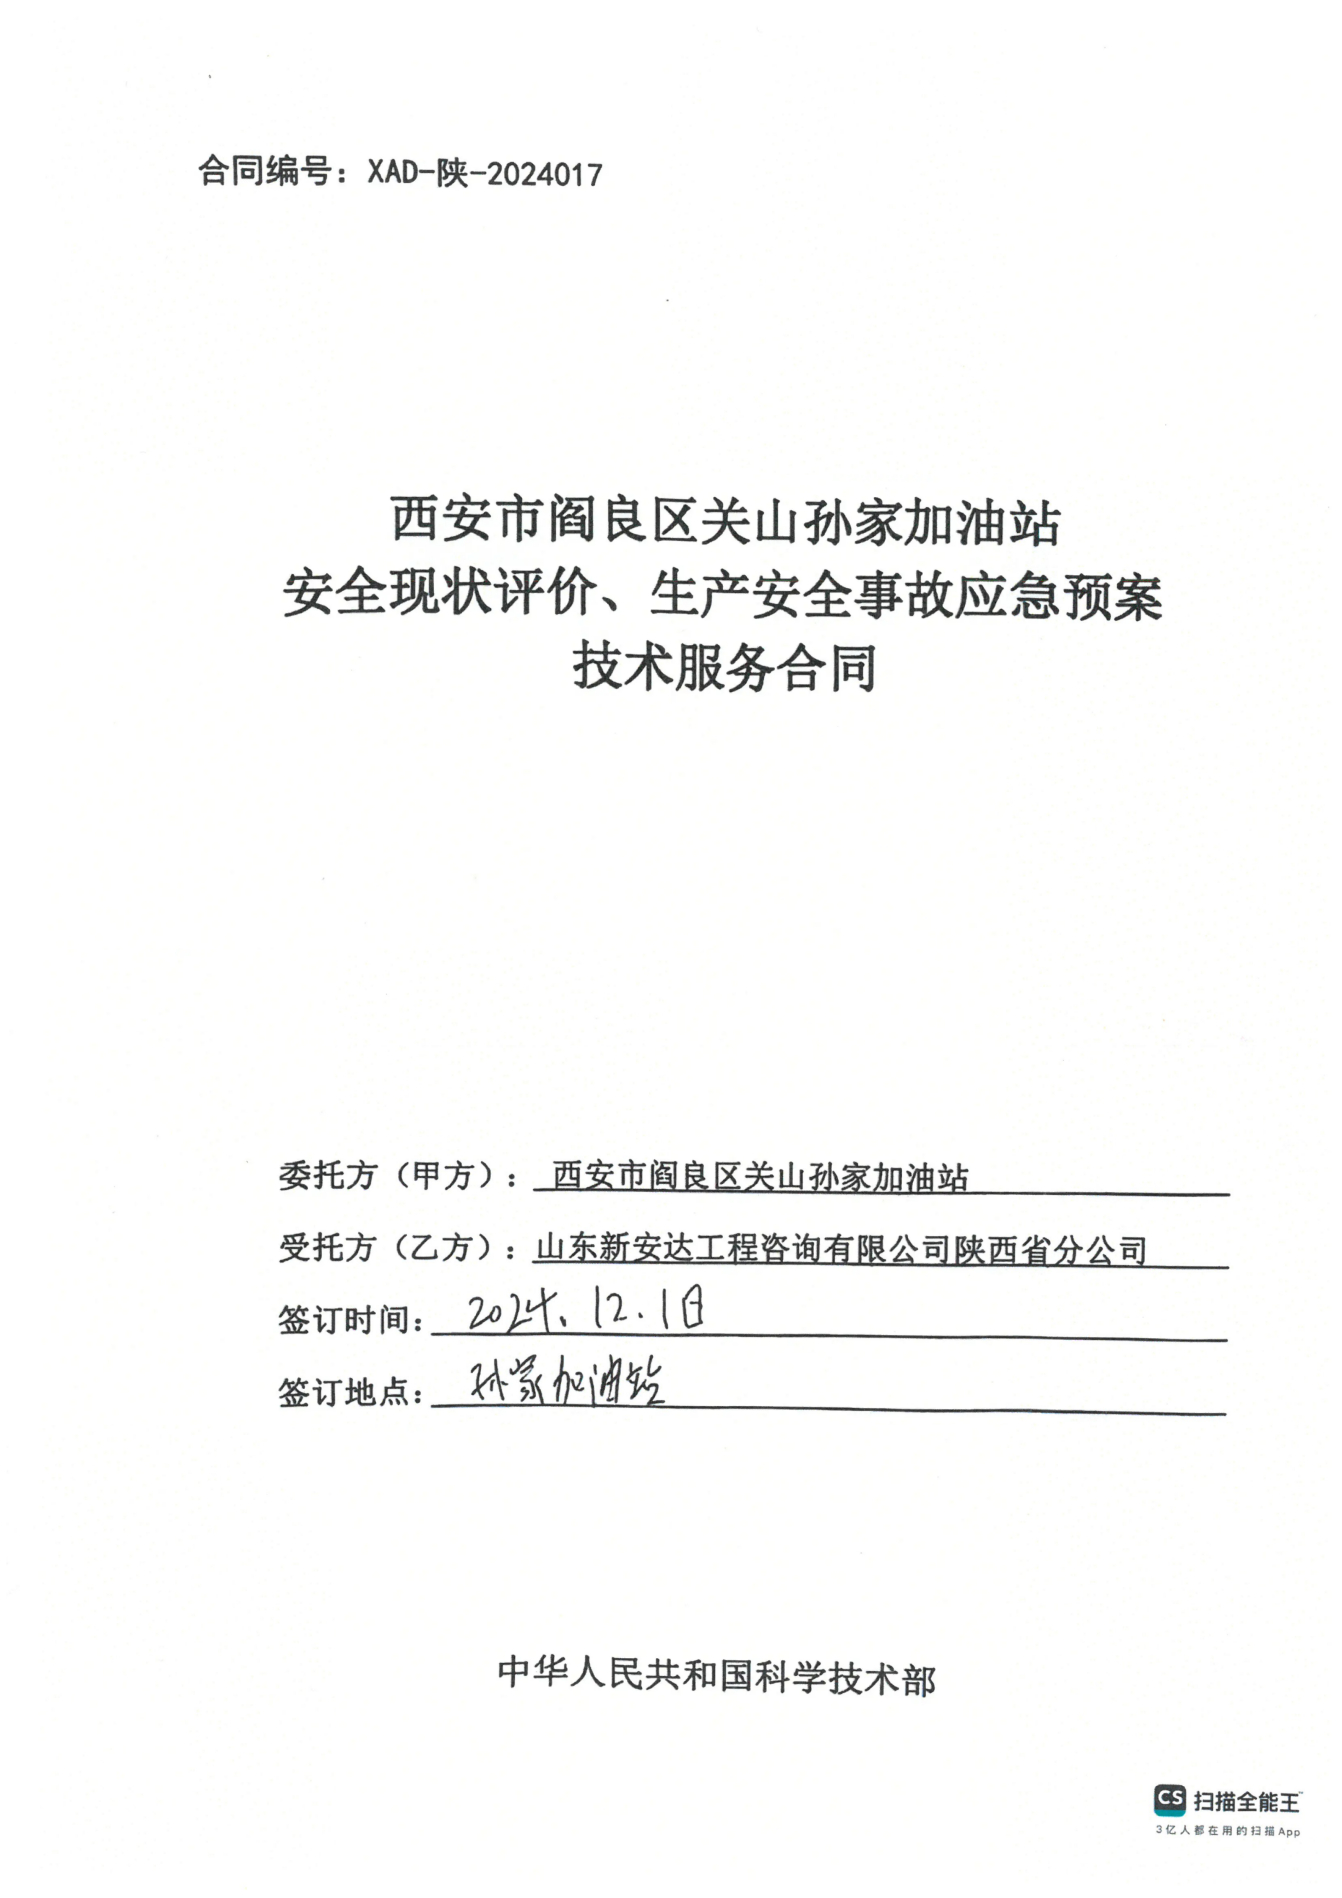 合同编号：XAD-陕-2024017
西安市阎良区关山孙家加油站
安全现状评价、生产安全事故应急预案
技术服务合同
委托方（甲方）：西安市阎良区关山孙家加油站
受托方（乙方）：山东新安达工程咨询有限公司陕西省分公司
签订时间：2024.12.1日
签订地点：孙家加油站
中华人民共和国科学技术部
CS 扫描全能王™
3亿人都在用的扫描App